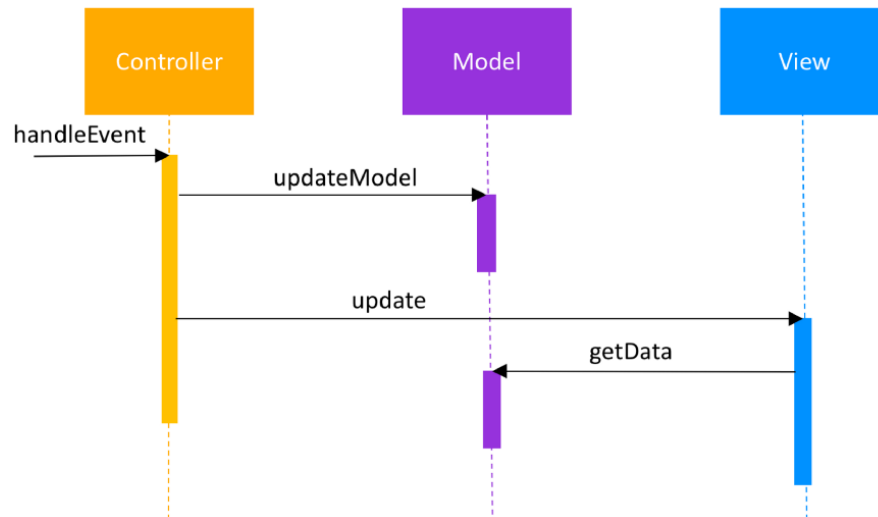 Controller
Model
View
handleEvent
updateModel
update
getData